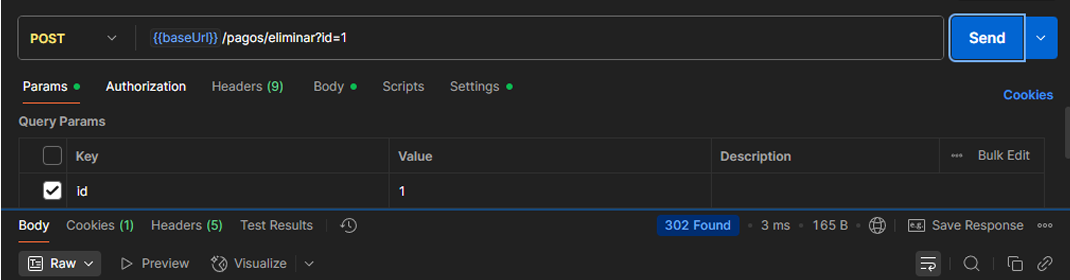 POST {{baseUrl}} /pagos/eliminar?id=1 Send
Params Authorization Headers (9) Body Scripts Settings Cookies
Query Params
Key Value Description Bulk Edit
id 1
Body Cookies (1) Headers (5) Test Results 302 Found 3 ms 165 B e.g. Save Response
Raw Preview Visualize